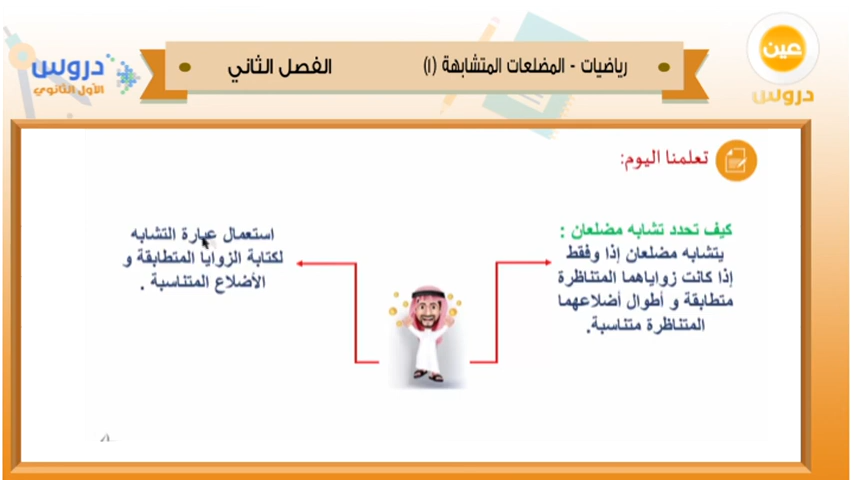 عين
دروس
رياضيات - المضلعات المتشابهة (١)
الفصل الثاني
دروس
الأول الثانوي
تعلمنا اليوم:
كيف تحدد تشابه مضلعان :
يتشابه مضلعان إذا وفقط
إذا كانت زواياهما المتناظرة
متطابقة و أطوال أضلاعهما
المتناظرة متناسبة.
استعمال عبارة التشابه
لكتابة الزوايا المتطابقة و
الأضلاع المتناسبة .